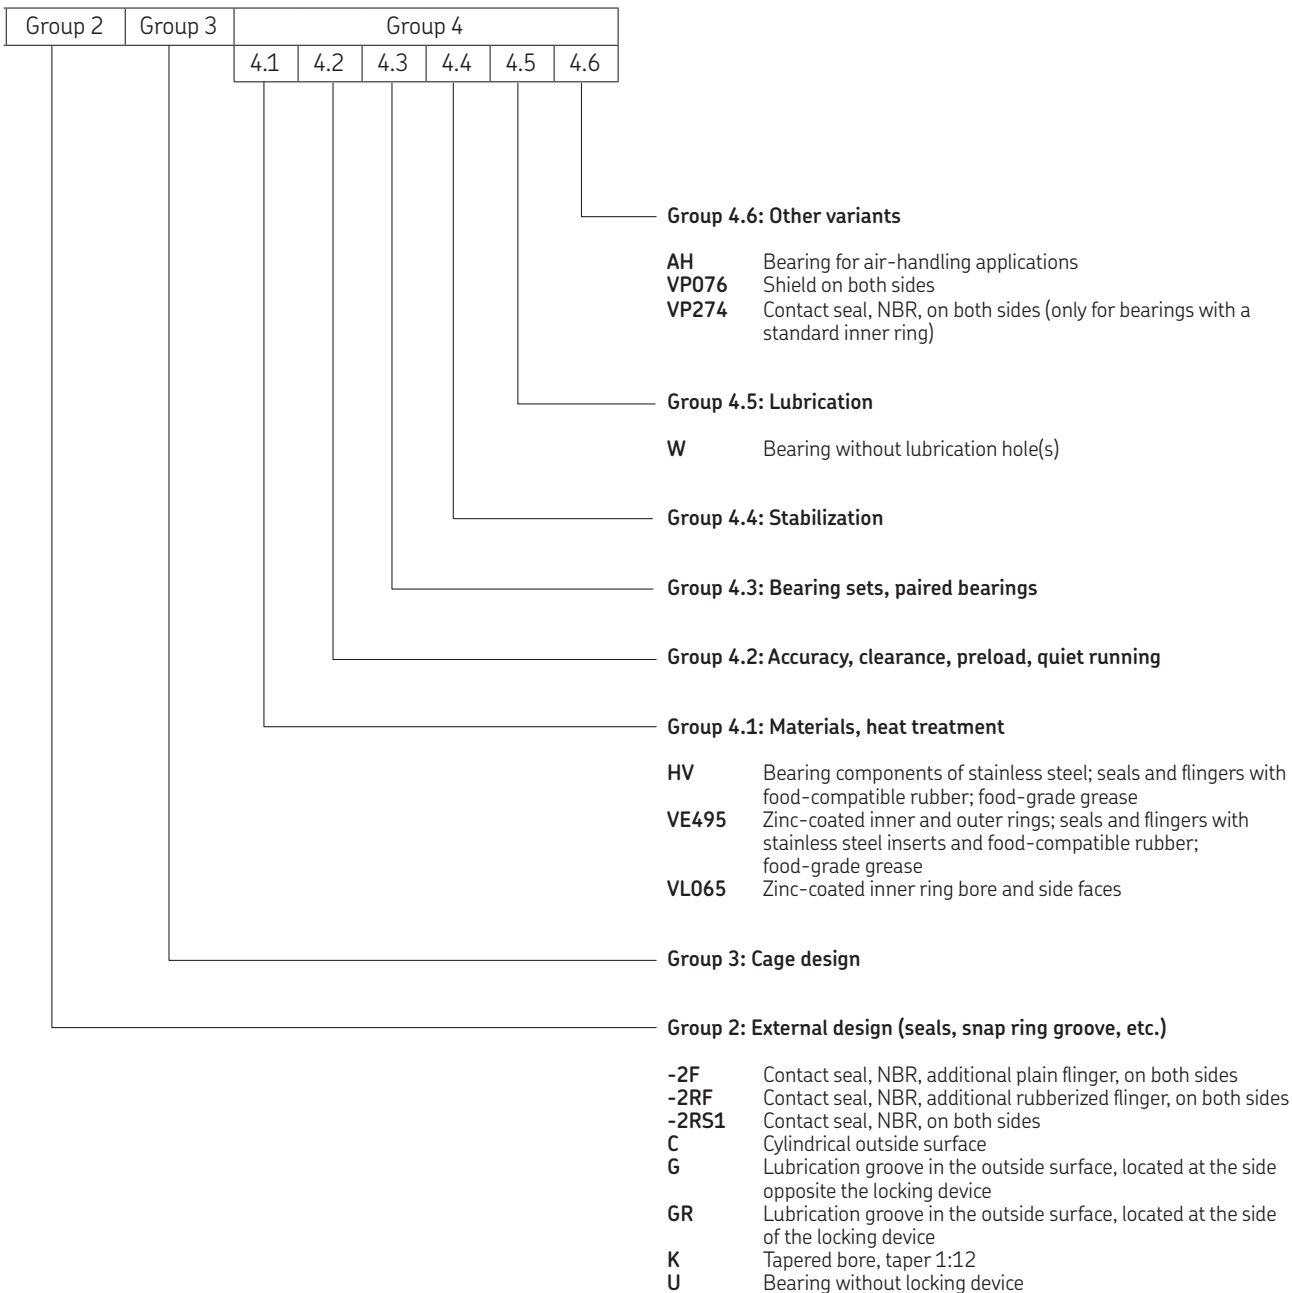 Group 2 Group 3 Group 4
4.1 4.2 4.3 4.4 4.5 4.6
Group 4.6: Other variants
AH Bearing for air-handling applications
VP076 Shield on both sides
VP274 Contact seal, NBR, on both sides (only for bearings with a
standard inner ring)
Group 4.5: Lubrication
W Bearing without lubrication hole(s)
Group 4.4: Stabilization
Group 4.3: Bearing sets, paired bearings
Group 4.2: Accuracy, clearance, preload, quiet running
Group 4.1: Materials, heat treatment
HV Bearing components of stainless steel; seals and flingers with
food-compatible rubber; food-grade grease
VE495 Zinc-coated inner and outer rings; seals and flingers with
stainless steel inserts and food-compatible rubber;
food-grade grease
VL065 Zinc-coated inner ring bore and side faces
Group 3: Cage design
Group 2: External design (seals, snap ring groove, etc.)
-2F Contact seal, NBR, additional plain flinger, on both sides
-2RF Contact seal, NBR, additional rubberized flinger, on both sides
-2RS1 Contact seal, NBR, on both sides
C Cylindrical outside surface
G Lubrication groove in the outside surface, located at the side
opposite the locking device
GR Lubrication groove in the outside surface, located at the side
of the locking device
K Tapered bore, taper 1:12
U Bearing without locking device